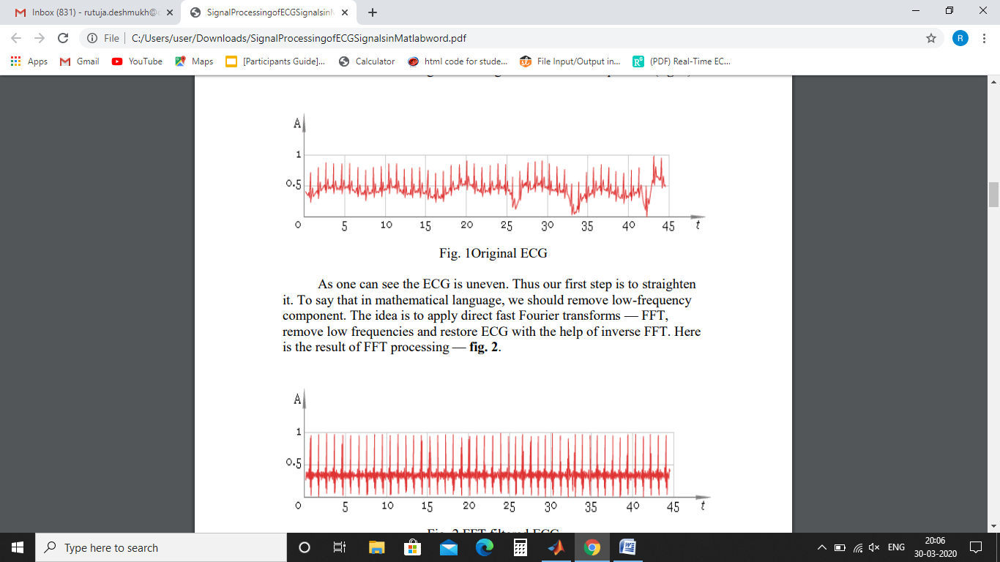 Inbox (831) - rutuja.deshmukh@
SignalProcessingofECGSignalsin
File C:/Users/user/Downloads/SignalProcessingofECGSignalsinMatlabword.pdf
R
Apps Gmail YouTube Maps [Participants Guide]... Calculator html code for stude... File Input/Output in... (PDF) Real-Time EC...
A
1
0.5
0 5 10 15 20 25 30 35 40 45 t
Fig. 1Original ECG
As one can see the ECG is uneven. Thus our first step is to straighten
it. To say that in mathematical language, we should remove low-frequency
component. The idea is to apply direct fast Fourier transforms — FFT,
remove low frequencies and restore ECG with the help of inverse FFT. Here
is the result of FFT processing — fig. 2.
A
1
0.5
0 5 10 15 20 25 30 35 40 45 t
Fig. 2 FFT filtered ECG
Type here to search
ENG
20:06
30-03-2020